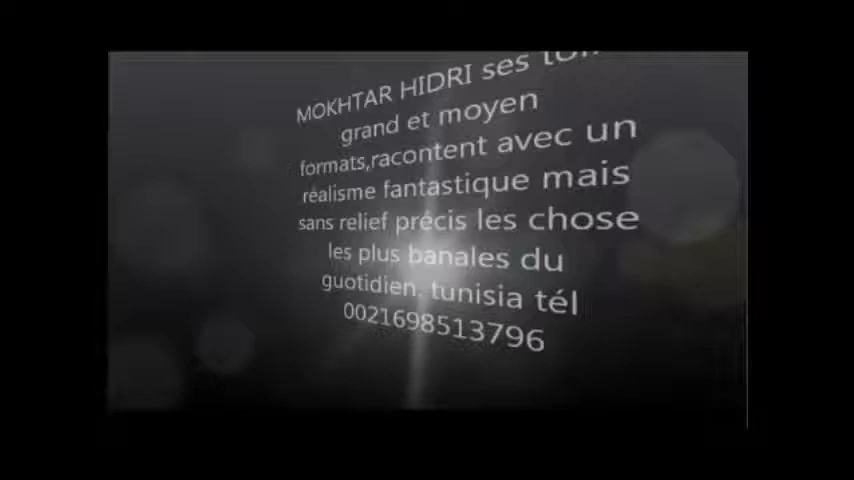 MOKHTAR HIDRI ses
grand et moyen
formats,racontent avec un
réalisme fantastique mais
sans relief précis les chose
les plus banales du
guotidien. tunisia tél
0021698513796